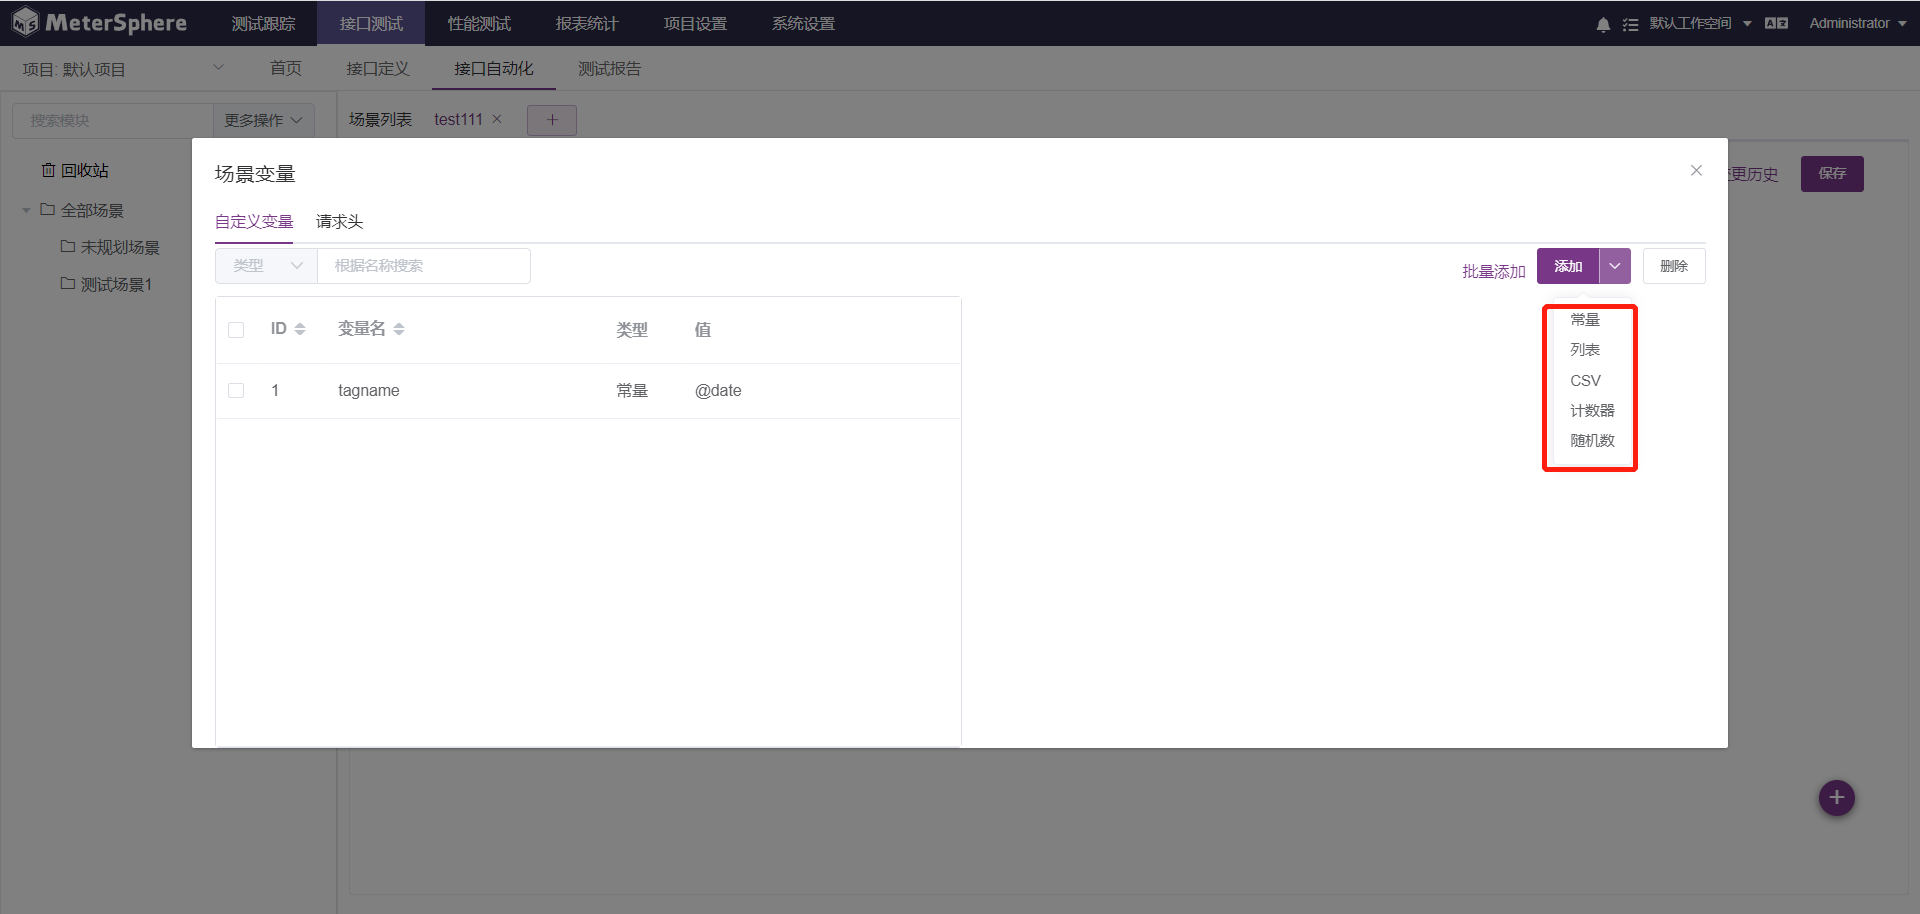 MeterSphere 测试跟踪 接口测试 性能测试 报表统计 项目设置 系统设置 默认工作空间 Administrator
项目: 默认项目 首页 接口定义 接口自动化 测试报告
搜索模块 更多操作 场景列表 test111
回收站
全部场景
未规划场景
测试场景1
更历史 保存
场景变量
自定义变量 请求头
类型 根据名称搜索 批量添加 添加 删除
ID 变量名 类型 值
1 tagname 常量 @date
常量
列表
CSV
计数器
随机数